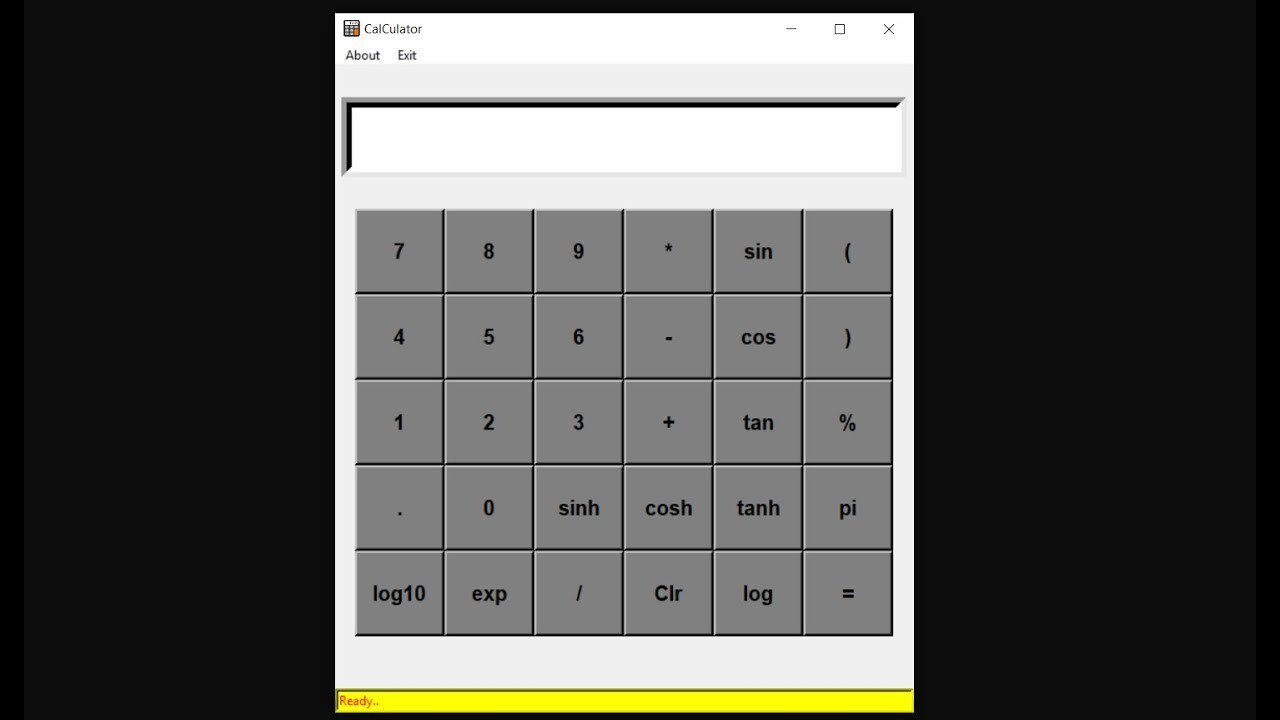 CalCulator
About Exit
7 8 9 * sin (
4 5 6 - cos )
1 2 3 + tan %
. 0 sinh cosh tanh pi
log10 exp / Clr log =
Ready..